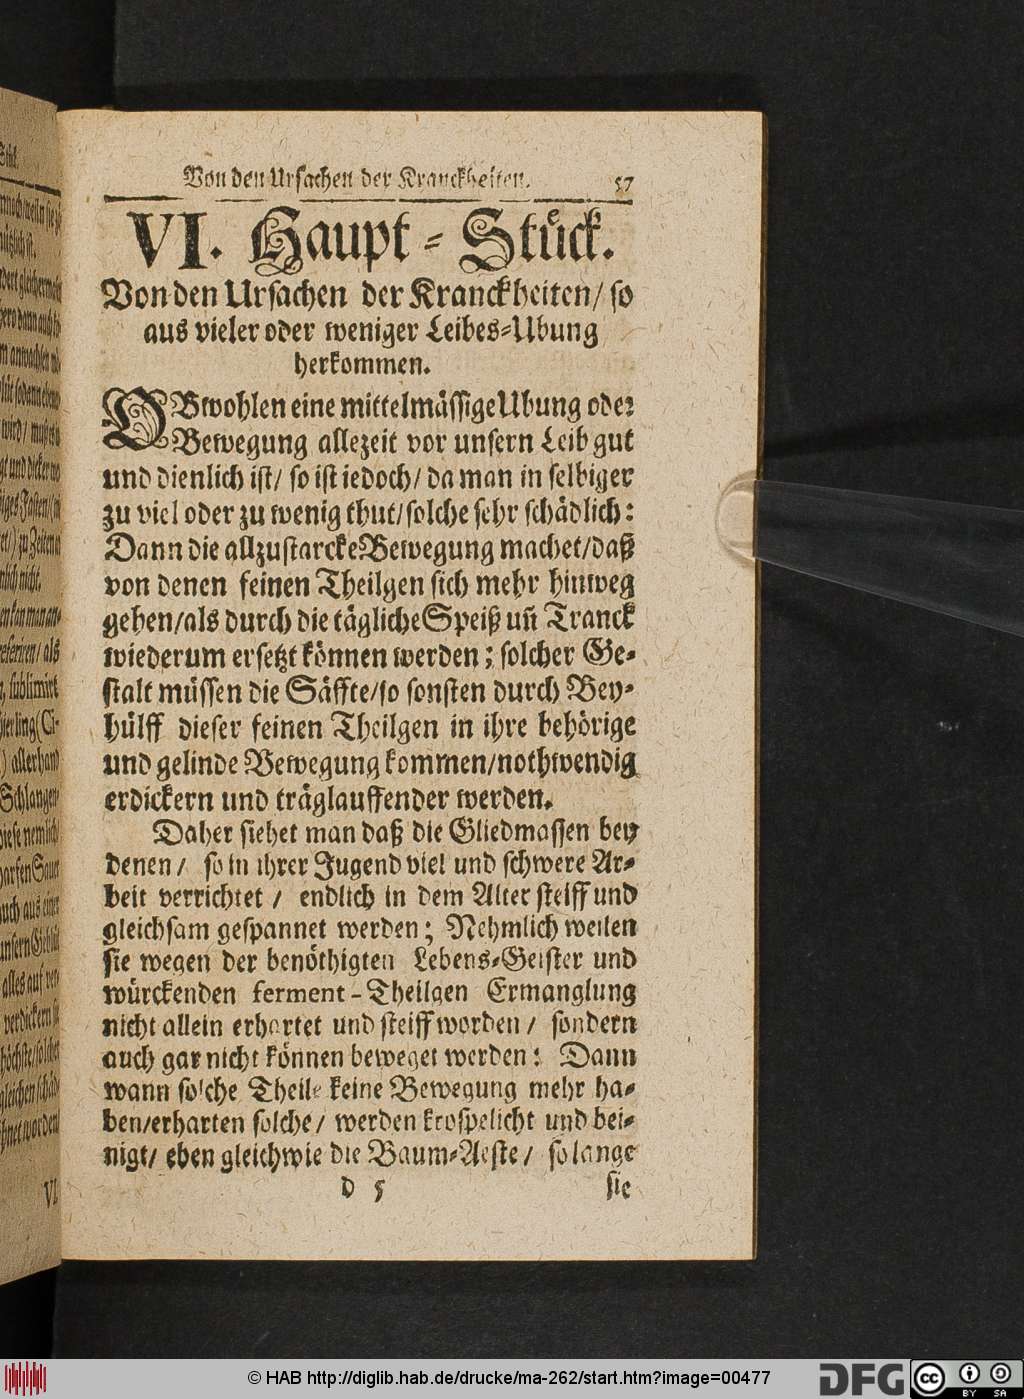 Von den Ursachen der Kranckheiten. 57
VI. Haupt-Stück.
Von den Ursachen der Kranckheiten/ so
aus vieler oder weniger Leibes-Ubung
herkommen.
OBwohlen eine mittelmässige Ubung oder
Bewegung allezeit vor unsern Leib gut
und dienlich ist/ so ist iedoch/ da man in selbiger
zu viel oder zu wenig thut/ solche sehr schädlich:
Dann die allzustarcke Bewegung machet/ daß
von denen feinen Theilgen sich mehr hinweg
gehen/ als durch die tägliche Speiß uñ Tranck
wiederum ersetzt können werden; solcher Ge-
stalt müssen die Säffte/ so sonsten durch Bey-
hülff dieser feinen Theilgen in ihre behörige
und gelinde Bewegung kommen/ nothwendig
erdickern und träglauffender werden.
Daher siehet man daß die Gliedmassen bey
denen/ so in ihrer Jugend viel und schwere Ar-
beit verrichtet/ endlich in dem Alter steiff und
gleichsam gespannet werden; Nehmlich weilen
sie wegen der benöthigten Lebens-Geister und
würckenden ferment-Theilgen Ermanglung
nicht allein erhartet und steiff worden/ sondern
auch gar nicht können beweget werden: Dann
wann solche Theile keine Bewegung mehr ha-
ben/ erharten solche/ werden krospelicht und bei-
nigt/ eben gleichwie die Baum-Aeste/ so lange
D 5 sie
© HAB http://diglib.hab.de/drucke/ma-262/start.htm?image=00477
DFG
cc BY SA